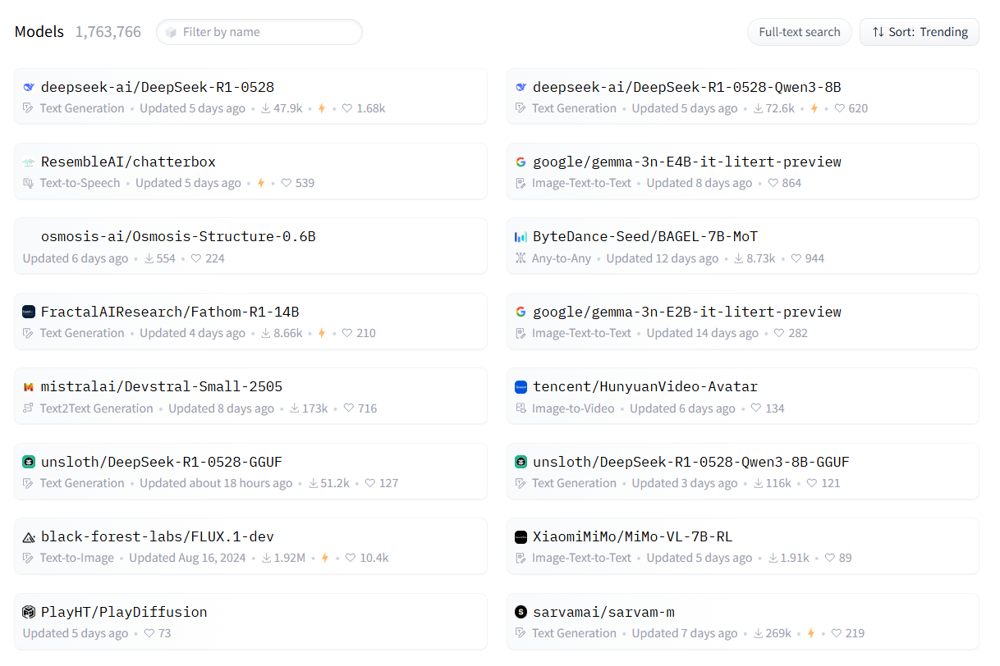 Models 1,763,766 Filter by name Full-text search Sort: Trending
deepseek-ai/DeepSeek-R1-0528
Text Generation • Updated 5 days ago • 47.9k • • 1.68k
deepseek-ai/DeepSeek-R1-0528-Qwen3-8B
Text Generation • Updated 5 days ago • 72.6k • • 620
ResembleAI/chatterbox
Text-to-Speech • Updated 5 days ago • • 539
google/gemma-3n-E4B-it-litert-preview
Image-Text-to-Text • Updated 8 days ago • 864
osmosis-ai/Osmosis-Structure-0.6B
Updated 6 days ago • 554 • 224
ByteDance-Seed/BAGEL-7B-MoT
Any-to-Any • Updated 12 days ago • 8.73k • 944
FractalAIResearch/Fathom-R1-14B
Text Generation • Updated 4 days ago • 8.66k • • 210
google/gemma-3n-E2B-it-litert-preview
Image-Text-to-Text • Updated 14 days ago • 282
mistralai/Devstral-Small-2505
Text2Text Generation • Updated 8 days ago • 173k • 716
tencent/HunyuanVideo-Avatar
Image-to-Video • Updated 6 days ago • 134
unsloth/DeepSeek-R1-0528-GGUF
Text Generation • Updated about 18 hours ago • 51.2k • 127
unsloth/DeepSeek-R1-0528-Qwen3-8B-GGUF
Text Generation • Updated 3 days ago • 116k • 121
black-forest-labs/FLUX.1-dev
Text-to-Image • Updated Aug 16, 2024 • 1.92M • • 10.4k
XiaomiMiMo/MiMo-VL-7B-RL
Image-Text-to-Text • Updated 5 days ago • 1.91k • 89
PlayHT/PlayDiffusion
Updated 5 days ago • 73
sarvamai/sarvam-m
Text Generation • Updated 7 days ago • 269k • • 219